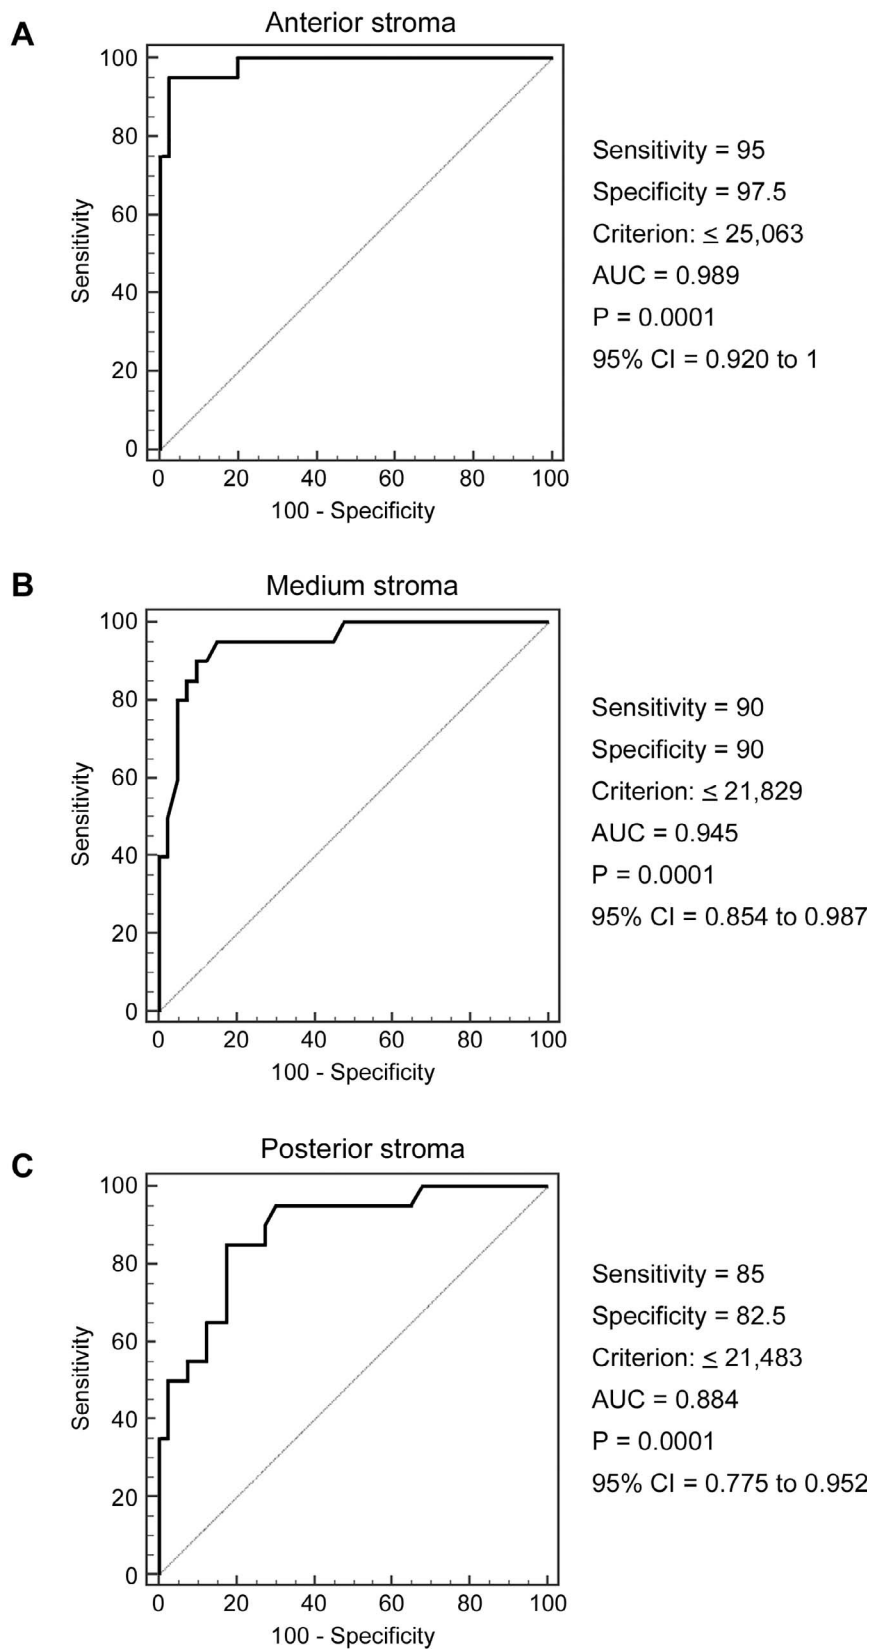 A
Anterior stroma
100
80
60
40
20
0
Sensitivity
0 20 40 60 80 100
100 - Specificity
Sensitivity = 95
Specificity = 97.5
Criterion: ≤ 25,063
AUC = 0.989
P = 0.0001
95% CI = 0.920 to 1
B
Medium stroma
100
80
60
40
20
0
Sensitivity
0 20 40 60 80 100
100 - Specificity
Sensitivity = 90
Specificity = 90
Criterion: ≤ 21,829
AUC = 0.945
P = 0.0001
95% CI = 0.854 to 0.987
C
Posterior stroma
100
80
60
40
20
0
Sensitivity
0 20 40 60 80 100
100 - Specificity
Sensitivity = 85
Specificity = 82.5
Criterion: ≤ 21,483
AUC = 0.884
P = 0.0001
95% CI = 0.775 to 0.952